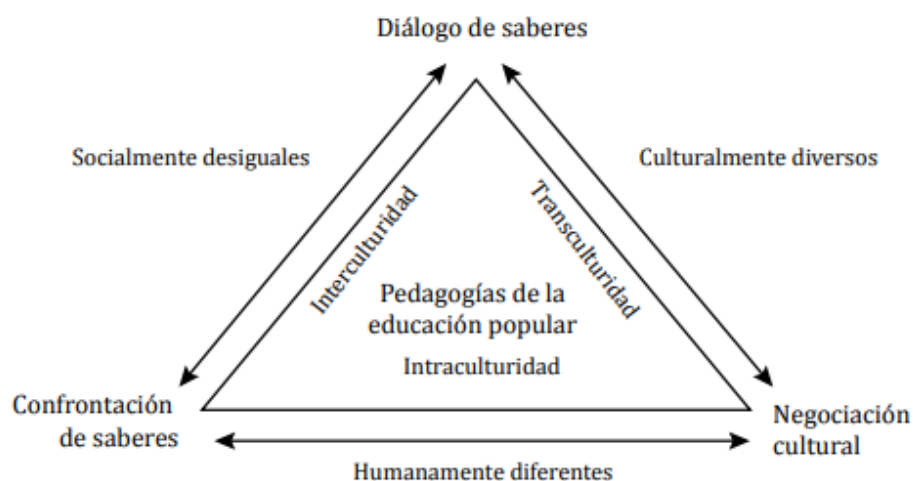 Diálogo de saberes
Socialmente desiguales
Culturalmente diversos
Interculturidad
Transculturidad
Pedagogías de la
educación popular
Intraculturidad
Confrontación
de saberes
Negociación
cultural
Humanamente diferentes